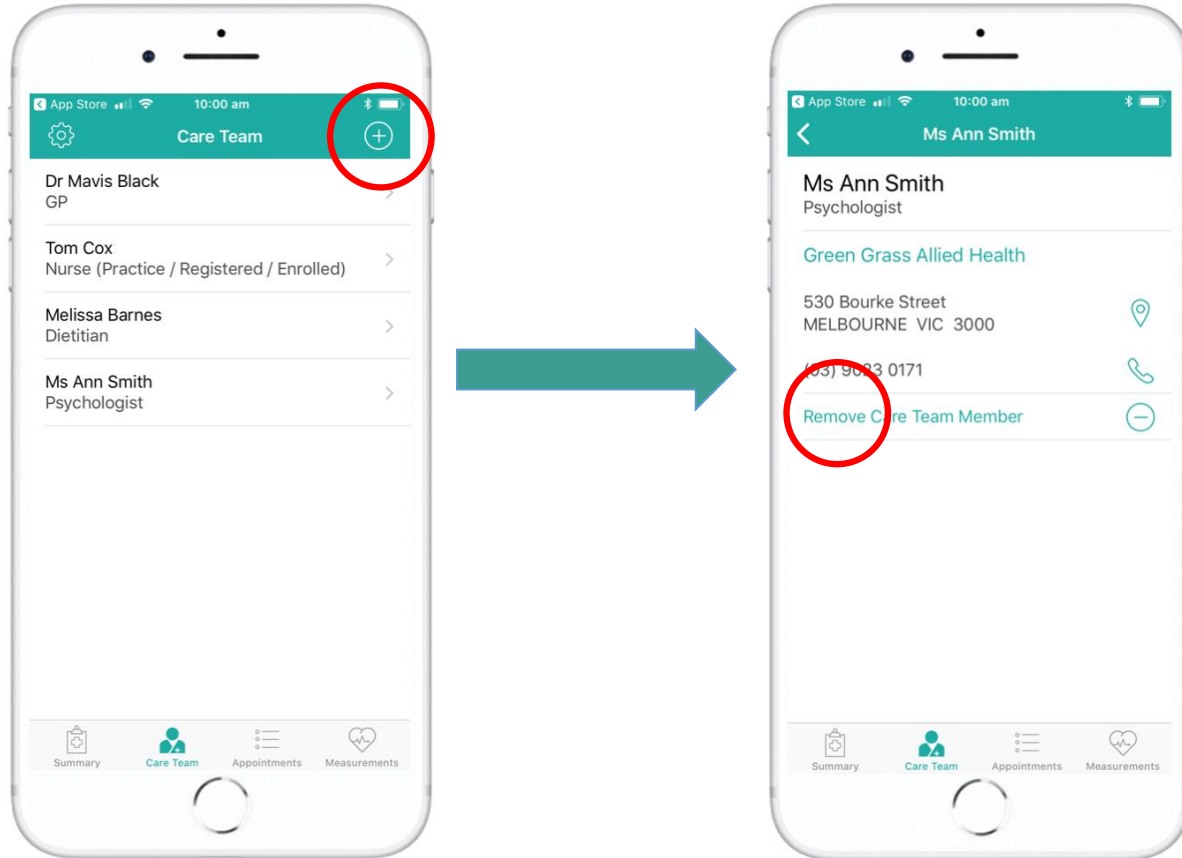 App Store
10:00 am
Care Team
Dr Mavis Black
GP
Tom Cox
Nurse (Practice / Registered / Enrolled)
Melissa Barnes
Dietitian
Ms Ann Smith
Psychologist
Summary
Care Team
Appointments
Measurements
App Store
10:00 am
Ms Ann Smith
Ms Ann Smith
Psychologist
Green Grass Allied Health
530 Bourke Street
MELBOURNE VIC 3000
(03) 9023 0171
Remove Care Team Member
Summary
Care Team
Appointments
Measurements